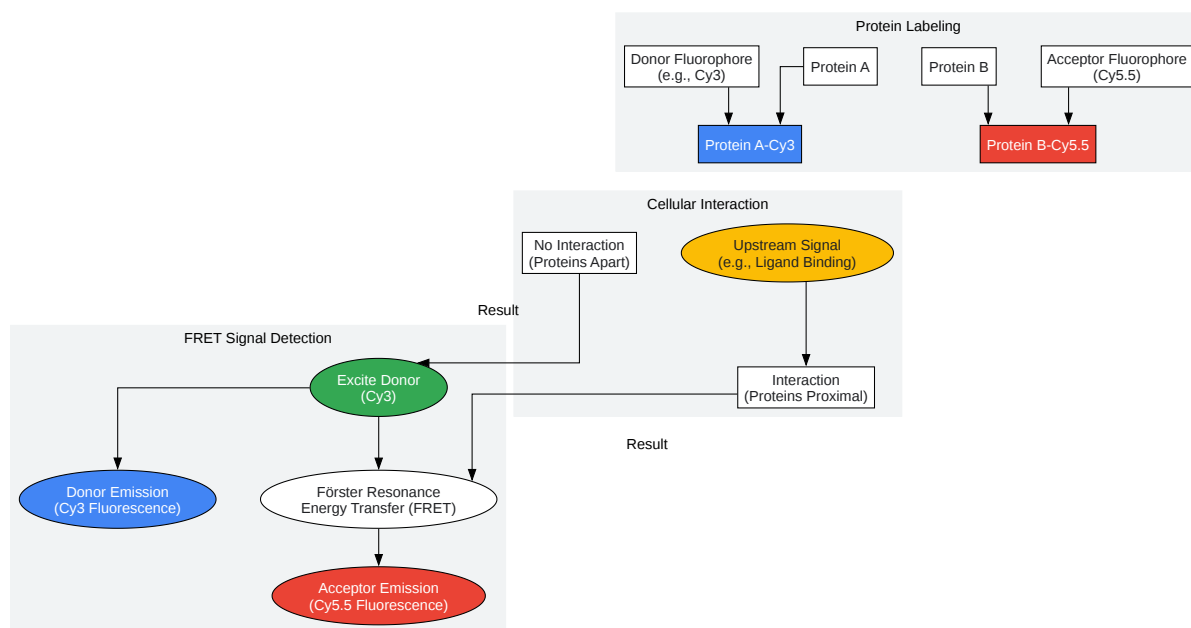 Protein Labeling
Donor Fluorophore
(e.g., Cy3)
Protein A
Protein B
Acceptor Fluorophore
(Cy5.5)
Protein A-Cy3
Protein B-Cy5.5
Cellular Interaction
No Interaction
(Proteins Apart)
Upstream Signal
(e.g., Ligand Binding)
Result
Interaction
(Proteins Proximal)
Result
FRET Signal Detection
Excite Donor
(Cy3)
Donor Emission
(Cy3 Fluorescence)
Förster Resonance
Energy Transfer (FRET)
Acceptor Emission
(Cy5.5 Fluorescence)